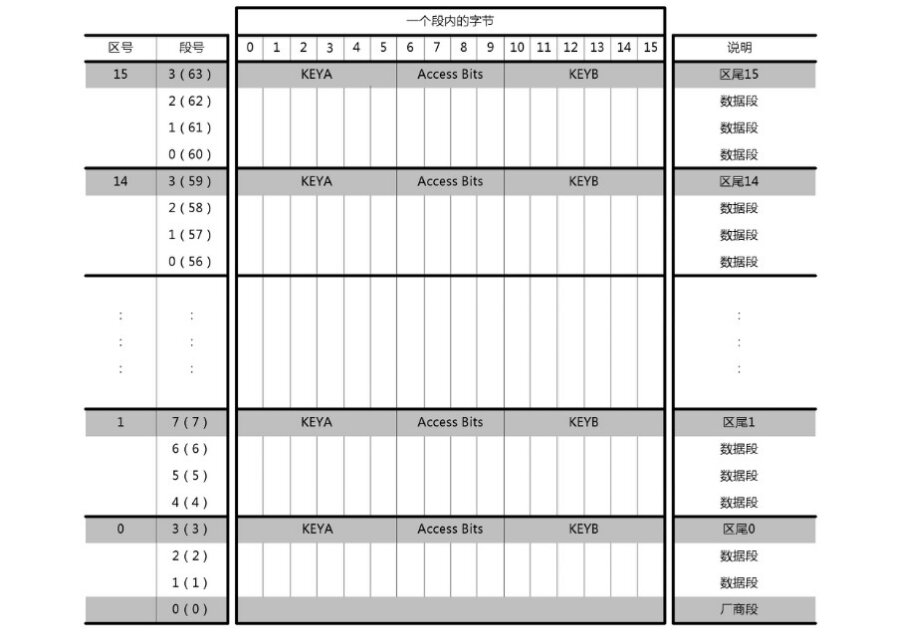 一个段内的字节
区号 段号 0 1 2 3 4 5 6 7 8 9 10 11 12 13 14 15 说明
15 3 ( 63 ) KEYA Access Bits KEYB 区尾15
2 ( 62 ) 数据段
1 ( 61 ) 数据段
0 ( 60 ) 数据段
14 3 ( 59 ) KEYA Access Bits KEYB 区尾14
2 ( 58 ) 数据段
1 ( 57 ) 数据段
0 ( 56 ) 数据段
: : :
: : :
: : :
1 7 ( 7 ) KEYA Access Bits KEYB 区尾1
6 ( 6 ) 数据段
5 ( 5 ) 数据段
4 ( 4 ) 数据段
0 3 ( 3 ) KEYA Access Bits KEYB 区尾0
2 ( 2 ) 数据段
1 ( 1 ) 数据段
0 ( 0 ) 厂商段